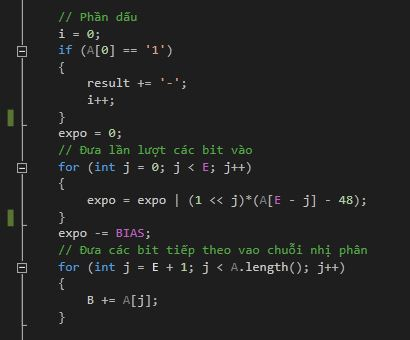 // Phần dấu
i = 0;
if (A[0] == '1')
{
result += '-';
i++;
}
expo = 0;
// Đưa lần lượt các bit vào
for (int j = 0; j < E; j++)
{
expo = expo | (1 << j)*(A[E - j] - 48);
}
expo -= BIAS;
// Đưa các bit tiếp theo vao chuỗi nhị phân
for (int j = E + 1; j < A.length(); j++)
{
B += A[j];
}